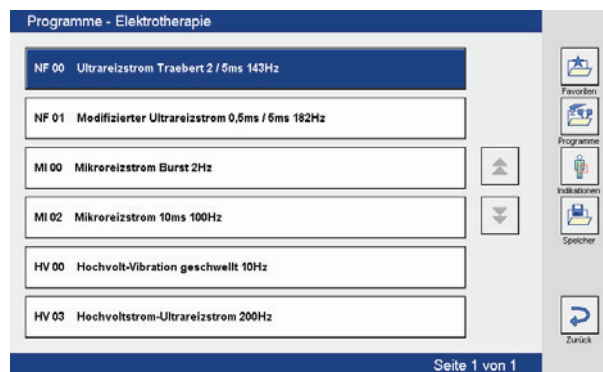 Programme - Elektrotherapie
NF 00 Ultrareizstrom Traebert 2 / 5ms 143Hz
NF 01 Modifizierter Ultrareizstrom 0,5ms / 5ms 182Hz
MI 00 Mikroreizstrom Burst 2Hz
MI 02 Mikroreizstrom 10ms 100Hz
HV 00 Hochvolt-Vibration geschwellt 10Hz
HV 03 Hochvoltstrom-Ultrareizstrom 200Hz
Seite 1 von 1
Favoriten
Programme
Indikationen
Speicher
Zurück